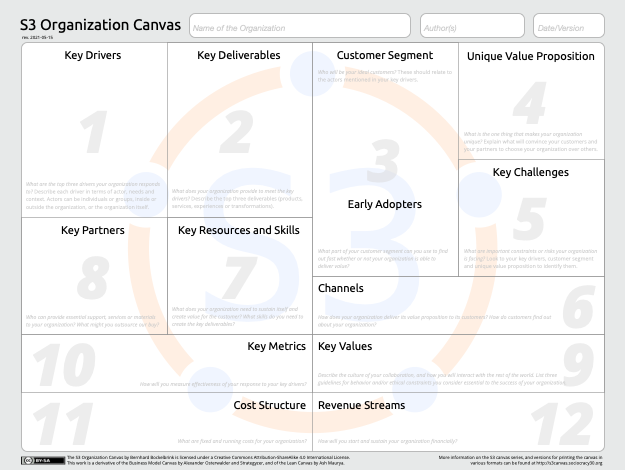 S3 Organization Canvas
rev. 2021-05-15
Name of the Organization
Author(s)
Date/Version
Key Drivers
1
What are the top three drivers your organization responds
to? Describe each driver in terms of actor, needs and
context. Actors can be individuals or groups, inside or
outside the organization, or the organization itself.
Key Deliverables
2
What does your organization provide to meet the key
drivers? Describe the top three deliverables (products,
services, experience or transformations).
Customer Segment
Who will be your ideal customers? These should relate to
the actors mentioned in your key drivers.
3
Early Adopters
What part of your customer segment can you use to find
out fast whether or not your organization is able to
deliver value?
Unique Value Proposition
4
What is the one thing that makes your organization
unique? Explain what will convince your customers and
your partners to choose your organization over others.
Key Challenges
5
What are important constraints or risks your organization
is facing? Look to your key drivers, customer segment
and unique value proposition to identify them.
Key Partners
8
Who can provide essential support, services or resources
to your organization? What might you outsource and buy?
Key Resources and Skills
7
What does your organization need to sustain itself and
create value for the customer? What skills do you need to
create the key deliverables?
Channels
6
How does your organization deliver its value proposition to its customers? How do customers find out
about your organization?
Key Metrics
10
How will you measure effectiveness of your response to your key drivers?
Key Values
9
Describe the culture of your collaborative, and how you will interact with the rest of the world. List three
guidelines for behavior and/or ethical constraints you consider essential to the success of your organization.
Cost Structure
11
What are fixed and running costs for your organization?
Revenue Streams
12
How will you earn and sustain your organization financially?
S3
BY-SA
The S3 Organization Canvas by Bernhard Bockelbrink is licensed under a Creative Commons Attribution-ShareAlike 4.0 International License.
This work is a derivative of the Business Model Canvas by Alexander Osterwalder and Strategyzer, and of the Lean Canvas by Ash Maurya.
More information on the S3 canvas series, and versions for printing the canvas in
various formats can be found at http://s3canvas.sociocracy30.org